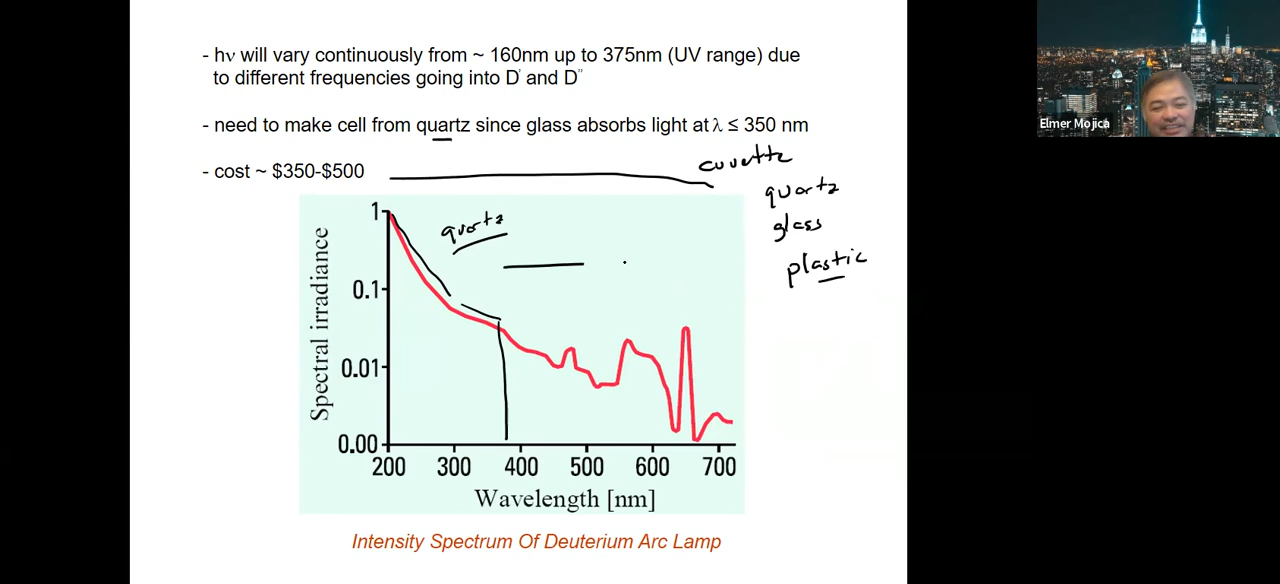 - hν will vary continuously from ~ 160nm up to 375nm (UV range) due
to different frequencies going into D' and D''
- need to make cell from quartz since glass absorbs light at λ ≤ 350 nm
- cost ~ $350-$500
Elmer Mojica
cuvette
quartz
glass
plastic
quartz
Spectral irradiance
1
0.1
0.01
0.00
200 300 400 500 600 700
Wavelength [nm]
Intensity Spectrum Of Deuterium Arc Lamp